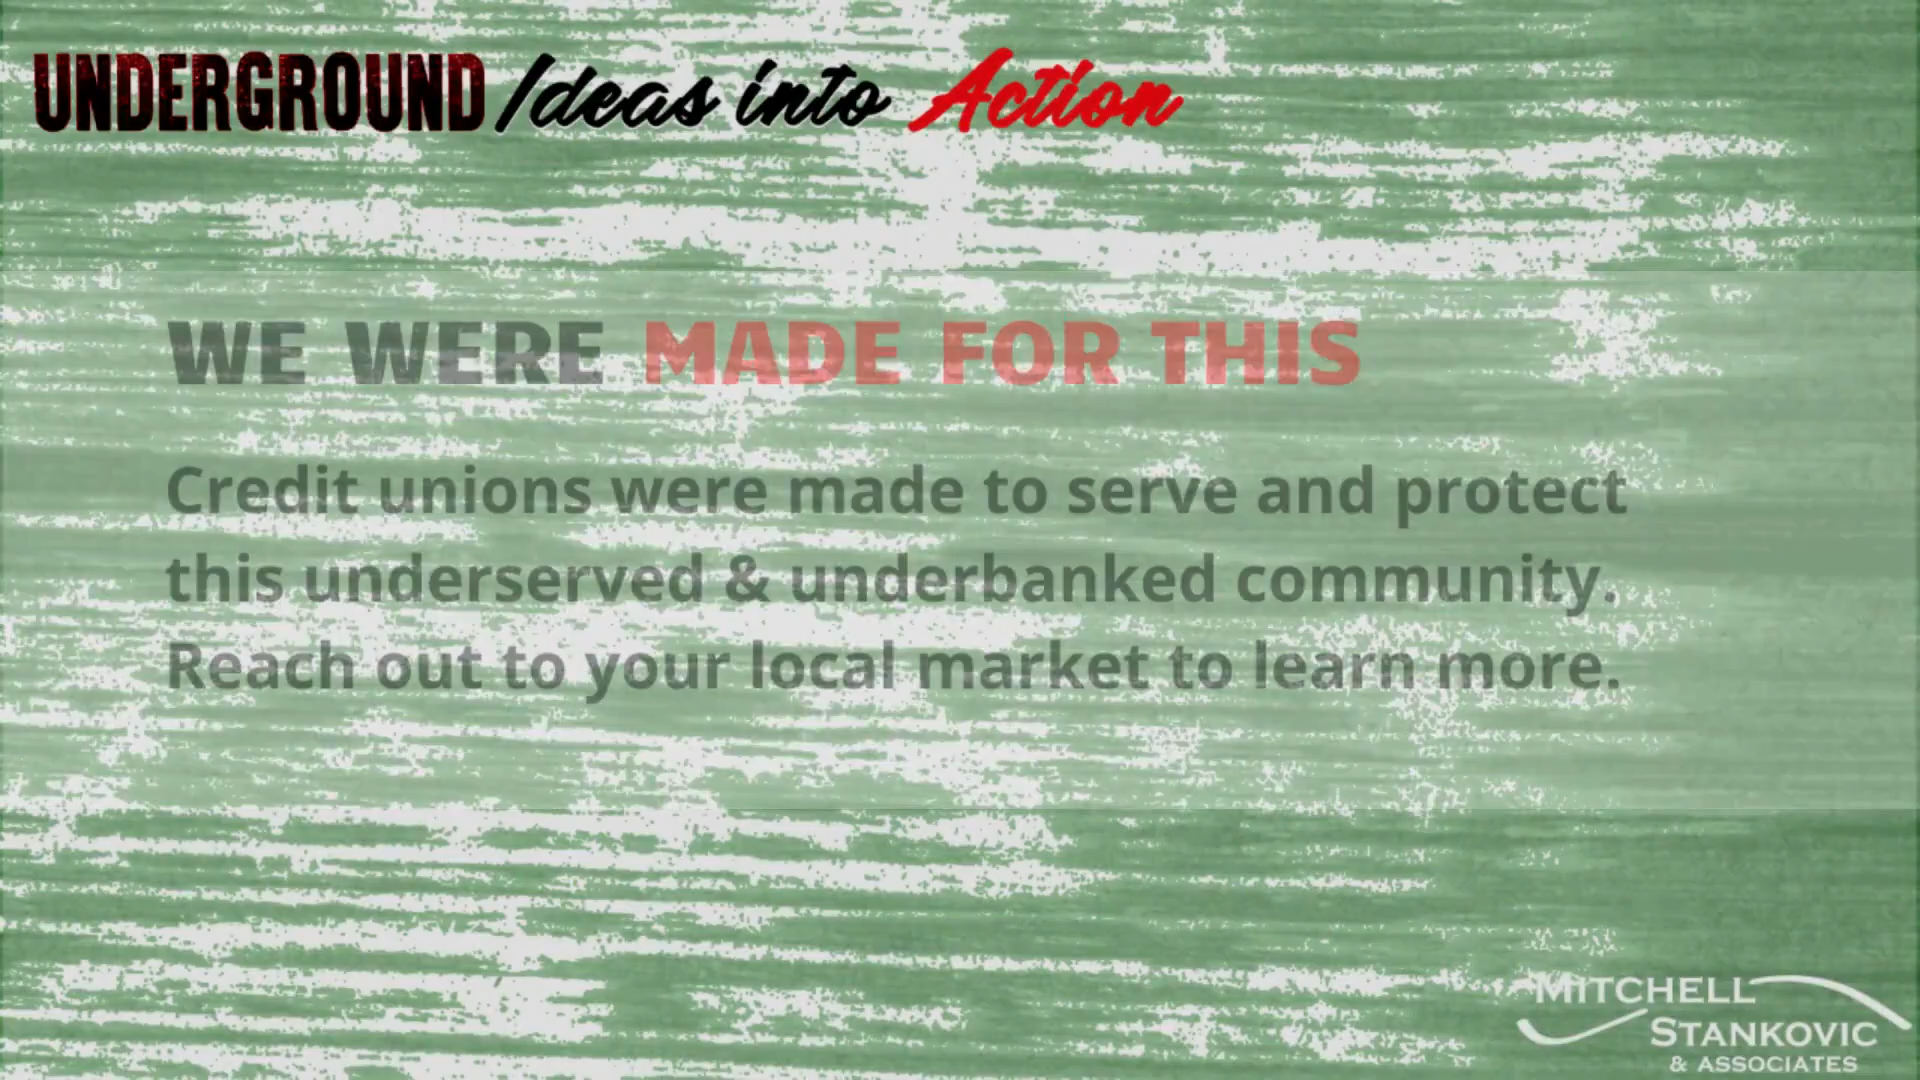 UNDERGROUND Ideas into Action
WE WERE MADE FOR THIS
Credit unions were made to serve and protect
this underserved & underbanked community.
Reach out to your local market to learn more.
MITCHELL
STANKOVIC
& ASSOCIATES